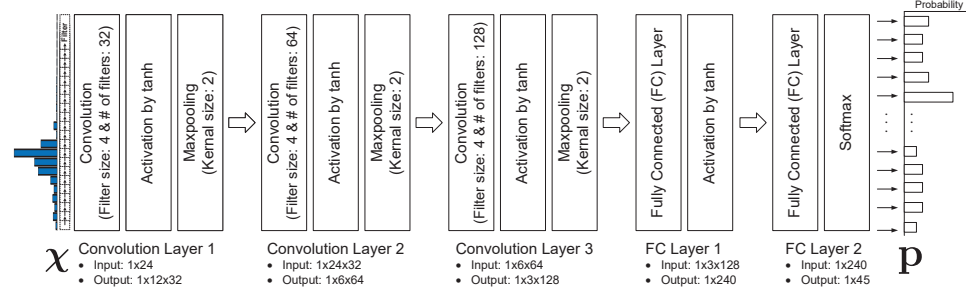 Probability
Filter
Convolution
(Filter size: 4 & # of filters: 32)
Activation by tanh
Maxpooling
(Kernal size: 2)
Convolution
(Filter size: 4 & # of filters: 64)
Activation by tanh
Maxpooling
(Kernal size: 2)
Convolution
(Filter size: 4 & # of filters: 128)
Activation by tanh
Maxpooling
(Kernal size: 2)
Fully Connected (FC) Layer
Activation by tanh
Fully Connected (FC) Layer
Softmax
χ
Convolution Layer 1
• Input: 1x24
• Output: 1x12x32
Convolution Layer 2
• Input: 1x24x32
• Output: 1x6x64
Convolution Layer 3
• Input: 1x6x64
• Output: 1x3x128
FC Layer 1
• Input: 1x3x128
• Output: 1x240
FC Layer 2
• Input: 1x240
• Output: 1x45
p